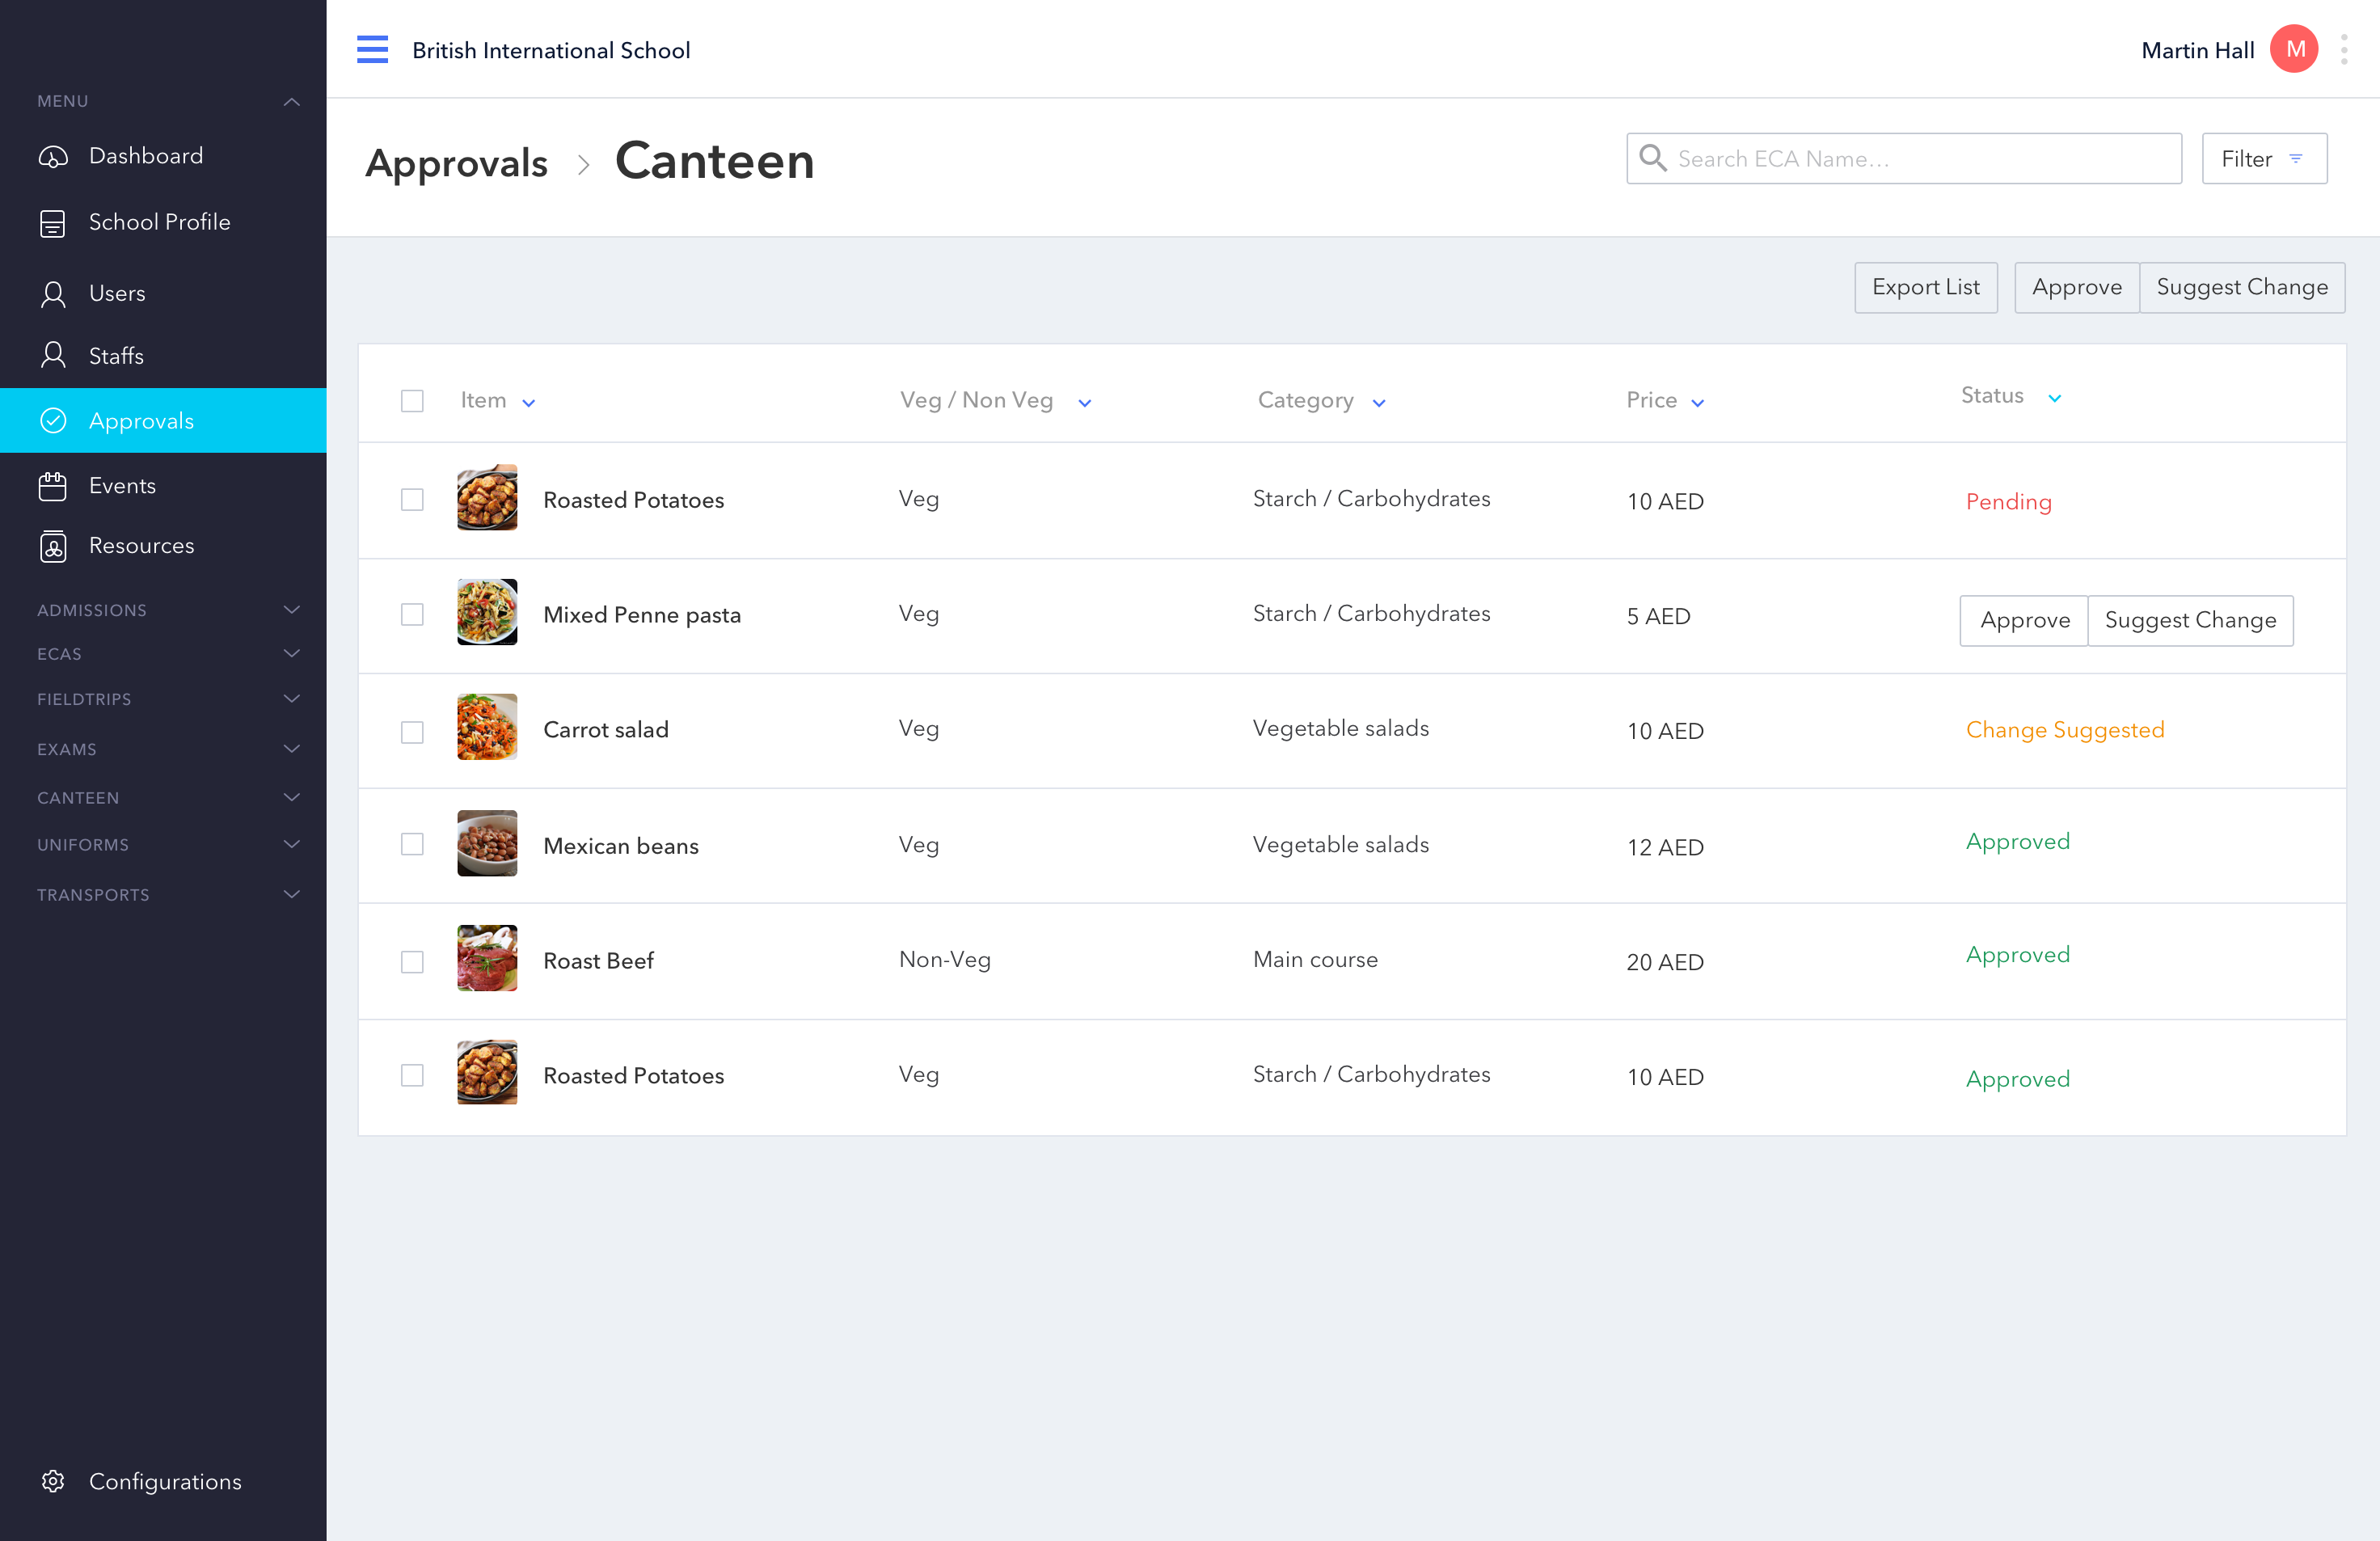 British International School
Martin Hall
M
MENU
Dashboard
School Profile
Users
Staffs
Approvals
Events
Resources
ADMISSIONS
ECAS
FIELDTRIPS
EXAMS
CANTEEN
UNIFORMS
TRANSPORTS
Configurations
Approvals > Canteen
Search ECA Name...
Filter
Export List
Approve
Suggest Change
Item Veg / Non Veg Category Price Status
Roasted Potatoes Veg Starch / Carbohydrates 10 AED Pending
Mixed Penne pasta Veg Starch / Carbohydrates 5 AED Approve Suggest Change
Carrot salad Veg Vegetable salads 10 AED Change Suggested
Mexican beans Veg Vegetable salads 12 AED Approved
Roast Beef Non-Veg Main course 20 AED Approved
Roasted Potatoes Veg Starch / Carbohydrates 10 AED Approved